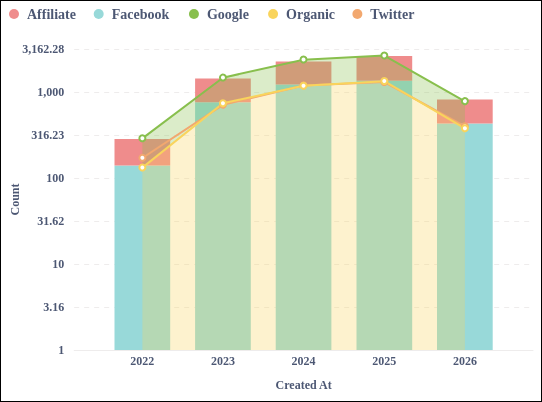 Affiliate Facebook Google Organic Twitter
3,162.28
1,000
316.23
100
31.62
10
3.16
1
Count
2022 2023 2024 2025 2026
Created At